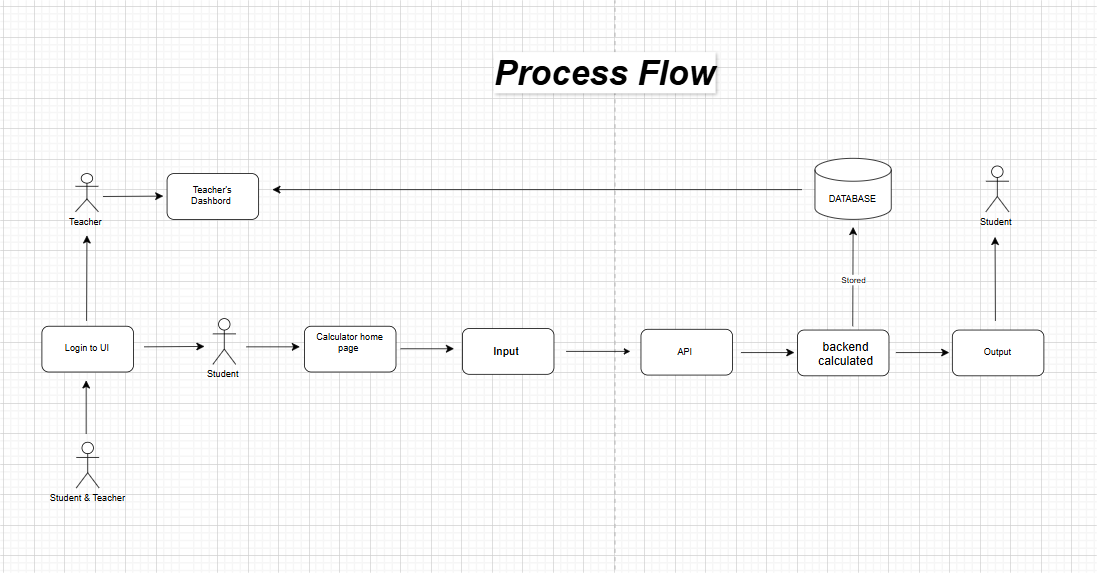 Process Flow
Teacher's
Dashbord
DATABASE
Teacher
Student
Stored
Login to UI
Student
Calculator home
page
Input
API
backend
calculated
Output
Student & Teacher